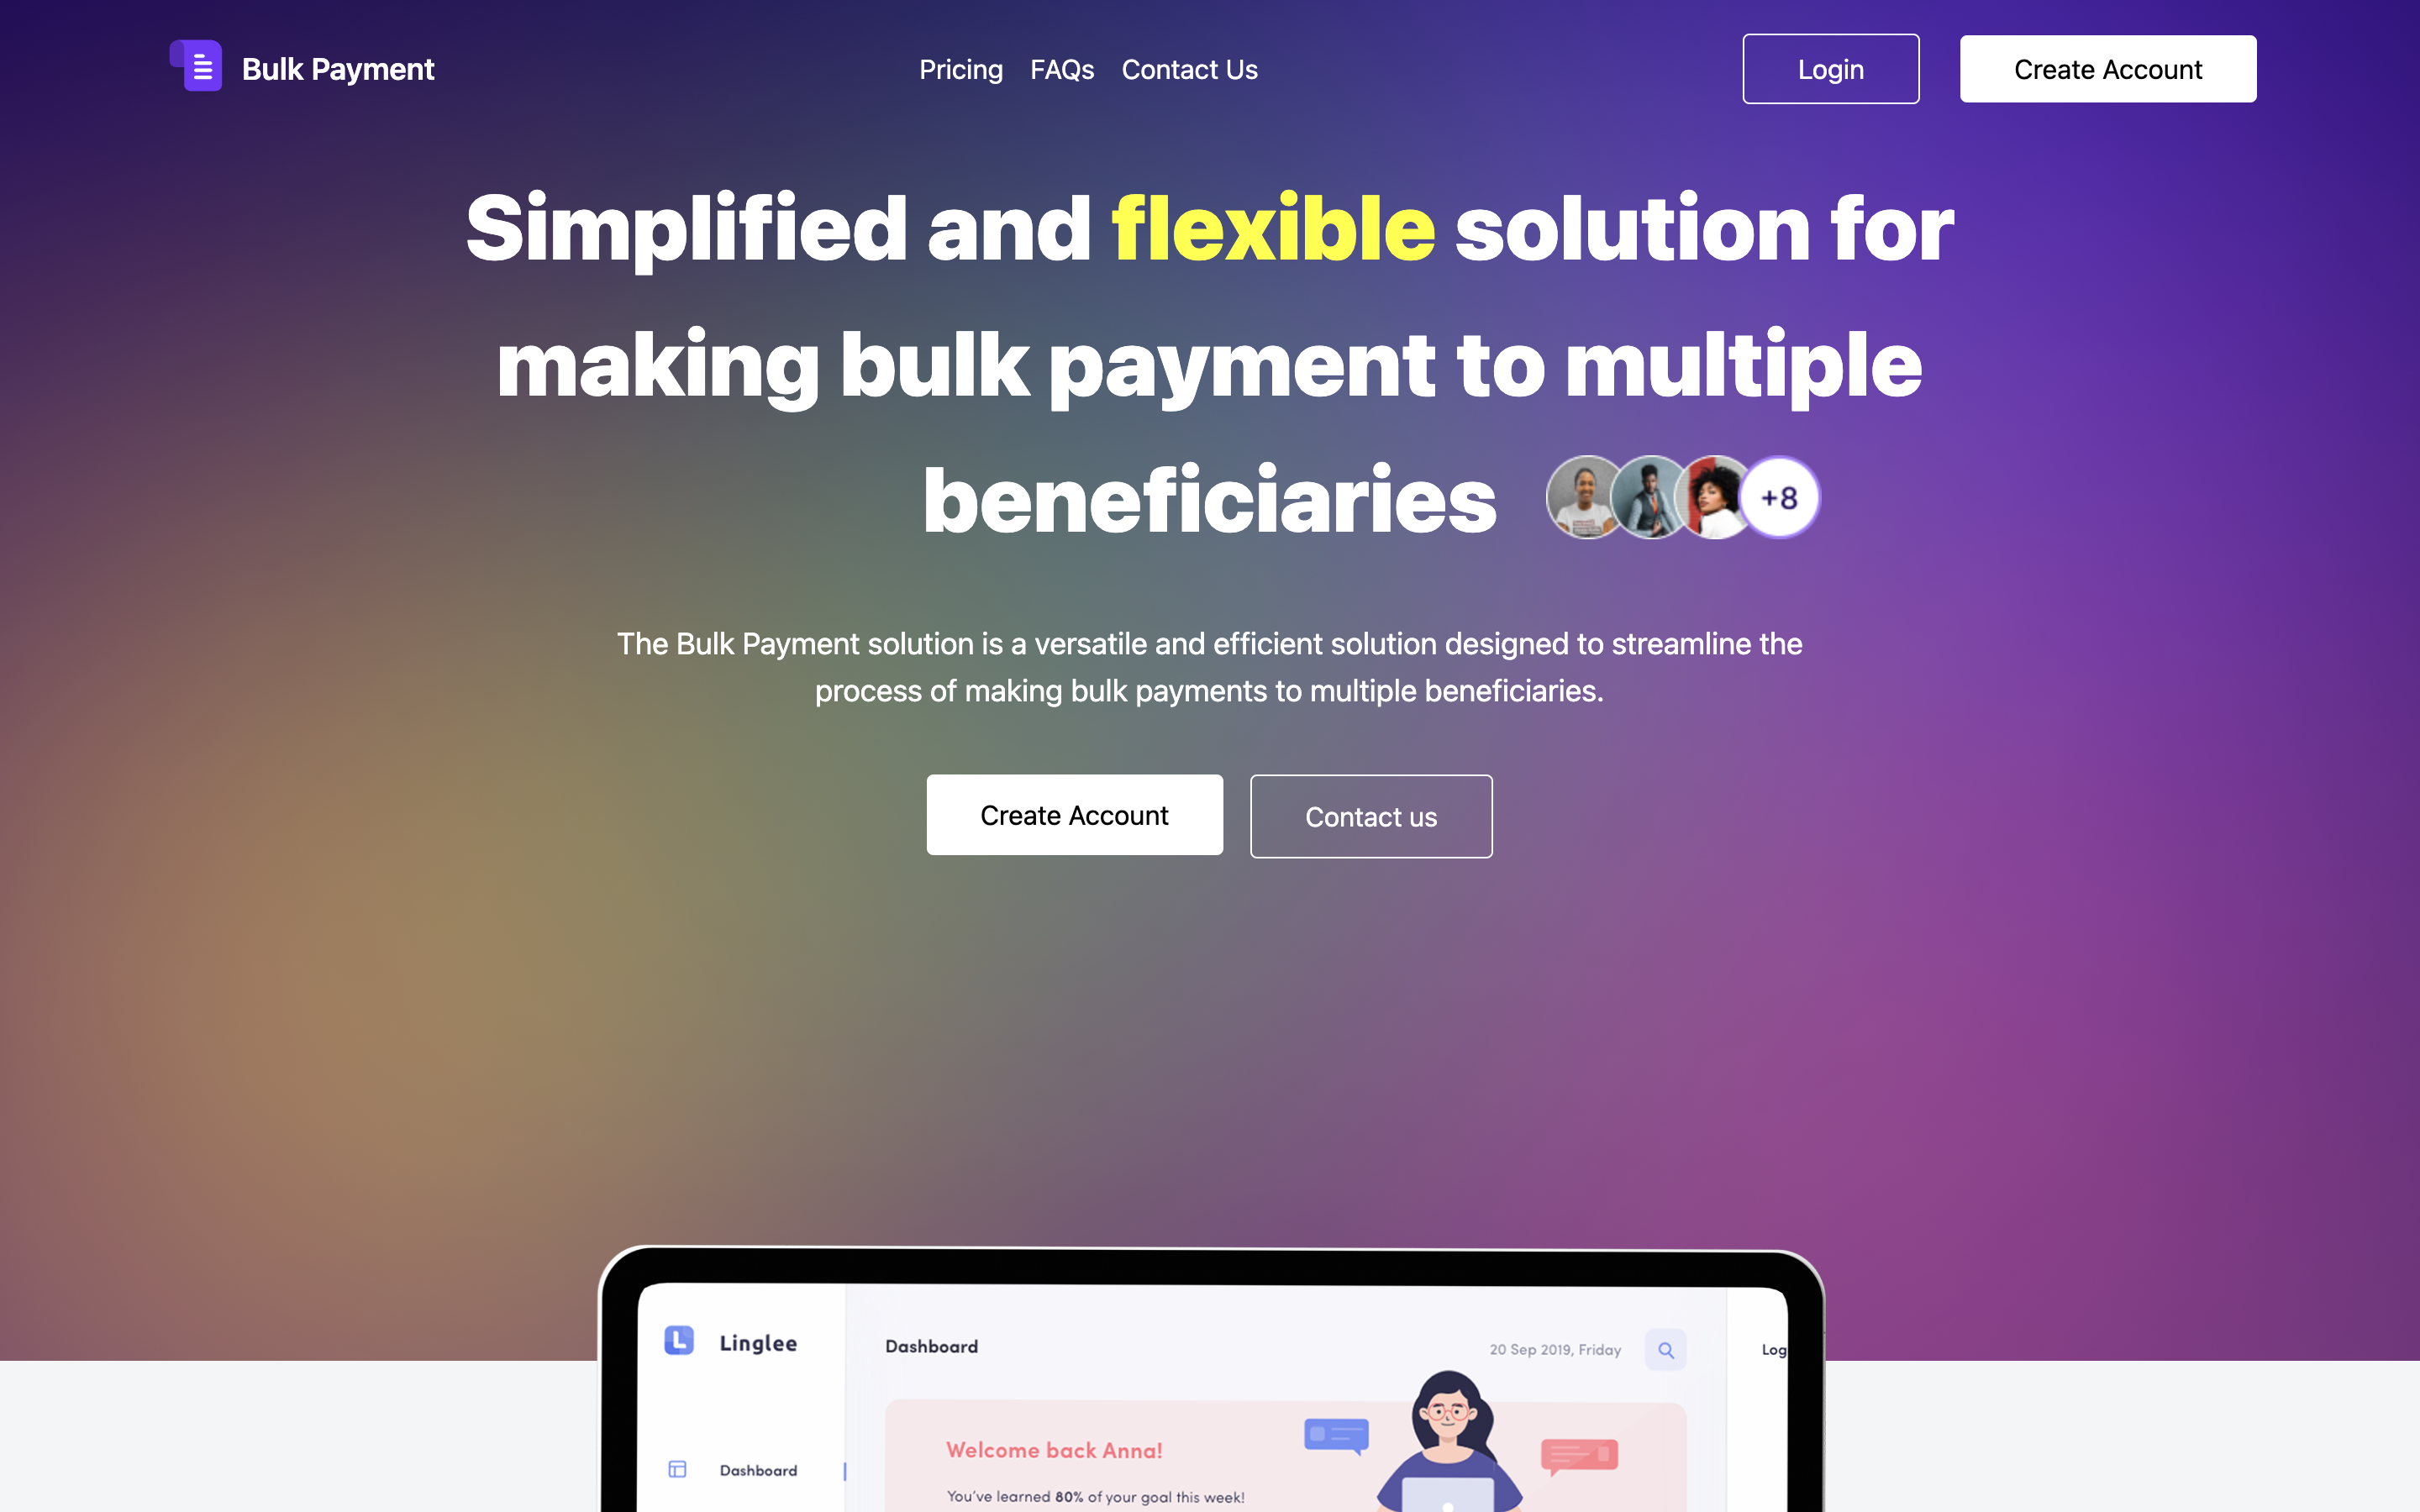 Bulk Payment
Pricing FAQs Contact Us
Login
Create Account
Simplified and flexible solution for
making bulk payment to multiple
beneficiaries
+8
The Bulk Payment solution is a versatile and efficient solution designed to streamline the
process of making bulk payments to multiple beneficiaries.
Create Account
Contact us
L Linglee
Dashboard
20 Sep 2019, Friday
Log
Welcome back Anna!
Dashboard
You've learned 80% of your goal this week!